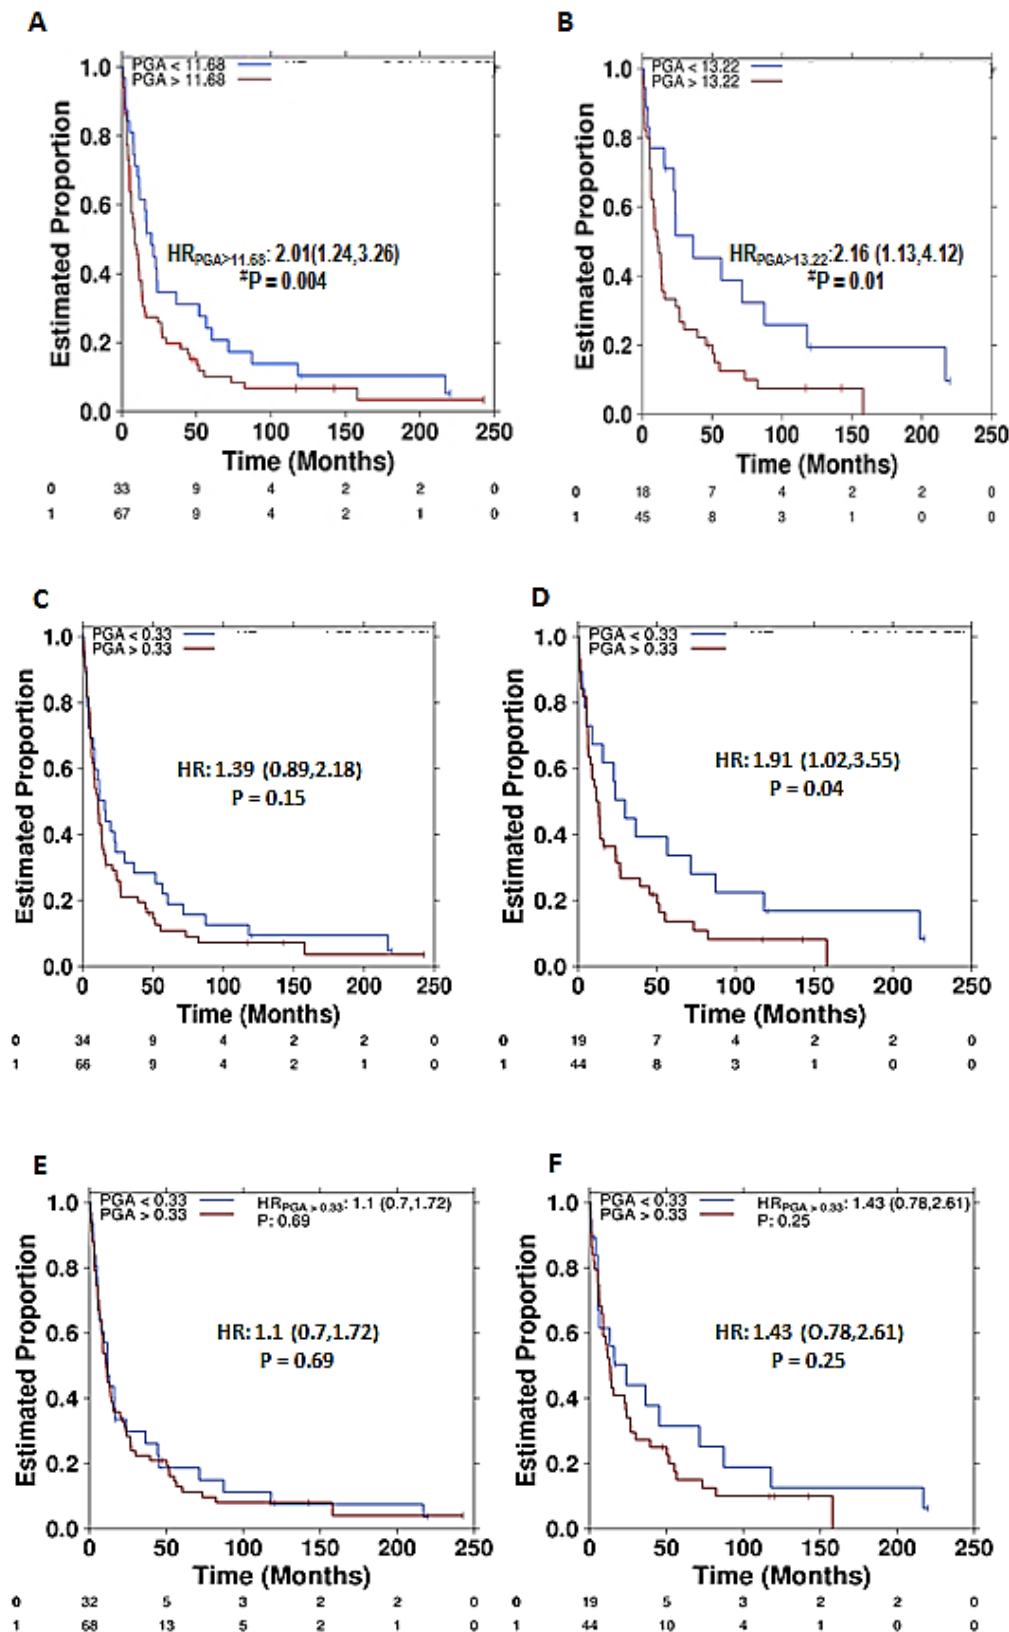 A
PGA < 11.68
PGA > 11.68
1.0
0.8
0.6
0.4
0.2
0.0
Estimated Proportion
HRPGA>11.68: 2.01(1.24,3.26)
#P = 0.004
0 50 100 150 200 250
Time (Months)
0 33 9 4 2 2 0
1 67 9 4 2 1 0
B
PGA < 13.22
PGA > 13.22
1.0
0.8
0.6
0.4
0.2
0.0
Estimated Proportion
HRPGA>13.22:2.16 (1.13,4.12)
#P = 0.01
0 50 100 150 200 250
Time (Months)
0 18 7 4 2 2 0
1 45 8 3 1 0 0
C
PGA < 0.33
PGA > 0.33
1.0
0.8
0.6
0.4
0.2
0.0
Estimated Proportion
HR: 1.39 (0.89,2.18)
P = 0.15
0 50 100 150 200 250
Time (Months)
0 34 9 4 2 2 0
1 66 9 4 2 1 0
D
PGA < 0.33
PGA > 0.33
1.0
0.8
0.6
0.4
0.2
0.0
Estimated Proportion
HR: 1.91 (1.02,3.55)
P = 0.04
0 50 100 150 200 250
Time (Months)
0 19 7 4 2 2 0
1 44 8 3 1 0 0
E
PGA < 0.33
PGA > 0.33
HRPGA > 0.33: 1.1 (0.7,1.72)
P: 0.69
1.0
0.8
0.6
0.4
0.2
0.0
Estimated Proportion
HR: 1.1 (0.7,1.72)
P = 0.69
0 50 100 150 200 250
Time (Months)
0 32 5 3 2 2 0
1 68 13 5 2 1 0
F
PGA < 0.33
PGA > 0.33
HRPGA > 0.33: 1.43 (0.78,2.61)
P: 0.25
1.0
0.8
0.6
0.4
0.2
0.0
Estimated Proportion
HR: 1.43 (O.78,2.61)
P = 0.25
0 50 100 150 200 250
Time (Months)
0 19 5 3 2 2 0
1 44 10 4 1 0 0